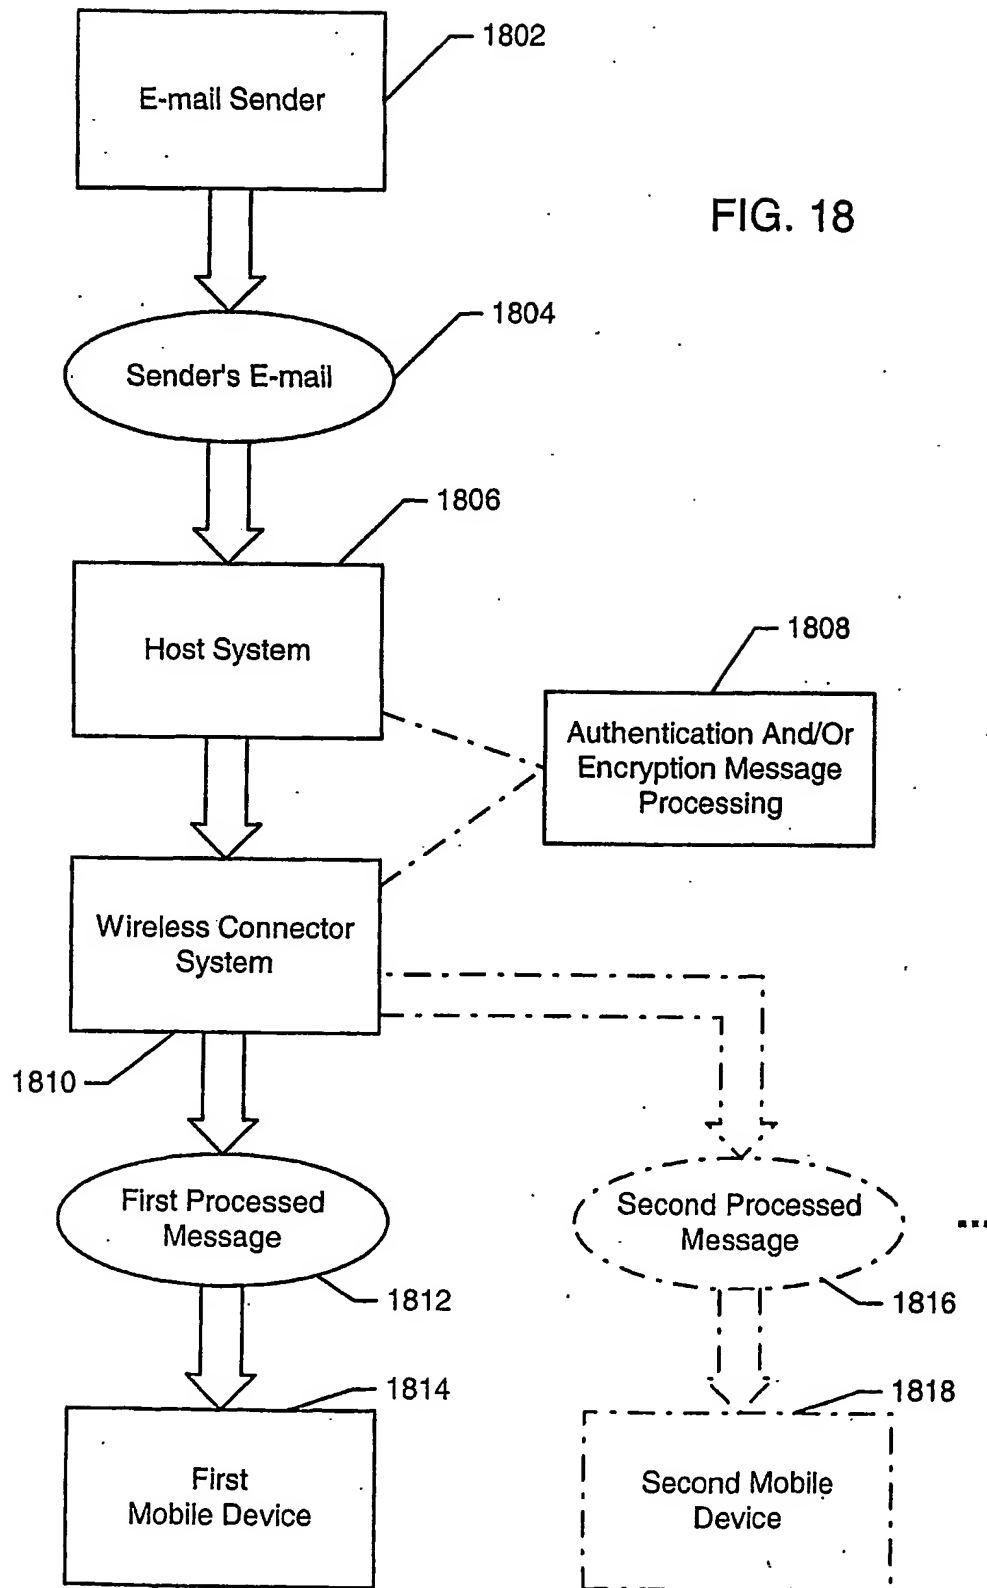 1802
E-mail Sender
FIG. 18
1804
Sender's E-mail
1806
Host System
1808
Authentication And/Or
Encryption Message
Processing
Wireless Connector
System
1810
First Processed
Message
1812
Second Processed
Message
1816
1814
First
Mobile Device
1818
Second Mobile
Device